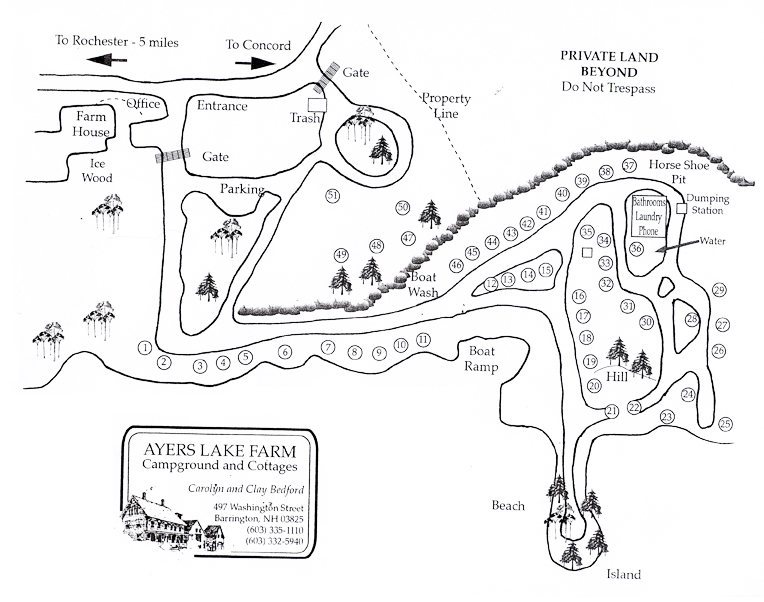 To Rochester - 5 miles
To Concord
Gate
PRIVATE LAND
BEYOND
Do Not Trespass
Office
Entrance
Trash
Property
Line
Farm
House
Gate
Ice
Wood
Parking
Horse Shoe
Pit
Dumping
Station
Bathrooms
Laundry
Phone
Water
Boat
Wash
51
50
49
48
47
46
45
44
43
42
41
40
39
38
37
36
35
34
33
32
31
30
29
28
27
26
25
24
23
22
21
20
19
18
17
16
15
14
13
12
11
10
9
8
7
6
5
4
3
2
1
Boat
Ramp
Hill
Beach
Island
AYERS LAKE FARM
Campground and Cottages
Carolyn and Clay Bedford
497 Washington Street
Barrington, NH 03825
(603) 335-1110
(603) 332-5940